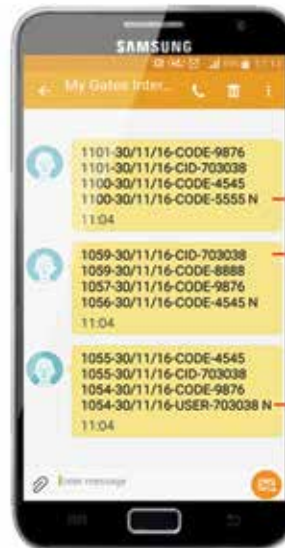 SAMSUNG
My Gates Inter...
1101-30/11/16-CODE-9876
1101-30/11/16-CID-703038
1100-30/11/16-CODE-4545
1100-30/11/16-CODE-5555 N
11:04
1059-30/11/16-CID-703038
1059-30/11/16-CODE-8888
1057-30/11/16-CODE-9876
1056-30/11/16-CODE-4545 N
11:04
1055-30/11/16-CODE-4545
1055-30/11/16-CID-703038
1054-30/11/16-CODE-9876
1054-30/11/16-USER-703038 N
11:04
Enter message